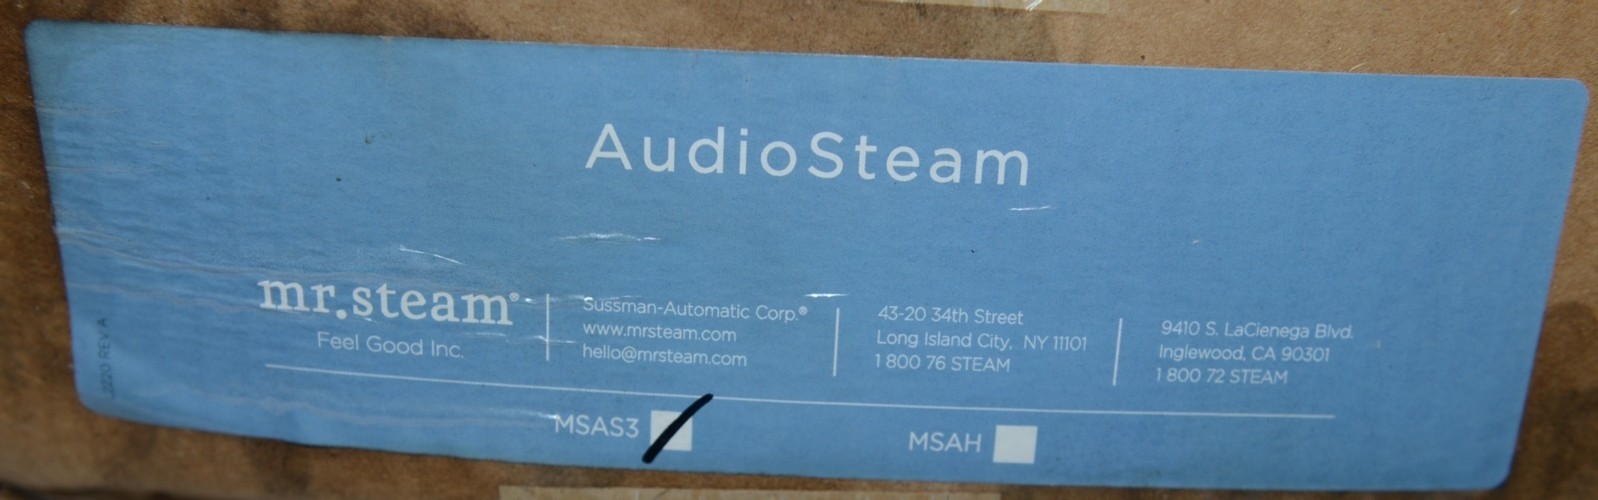 AudioSteam
mr.steam®
Feel Good Inc.
Sussman-Automatic Corp.®
www.mrsteam.com
hello@mrsteam.com
43-20 34th Street
Long Island City, NY 11101
1 800 76 STEAM
9410 S. LaCienega Blvd.
Inglewood, CA 90301
1 800 72 STEAM
MSAS3
MSAH
REV A